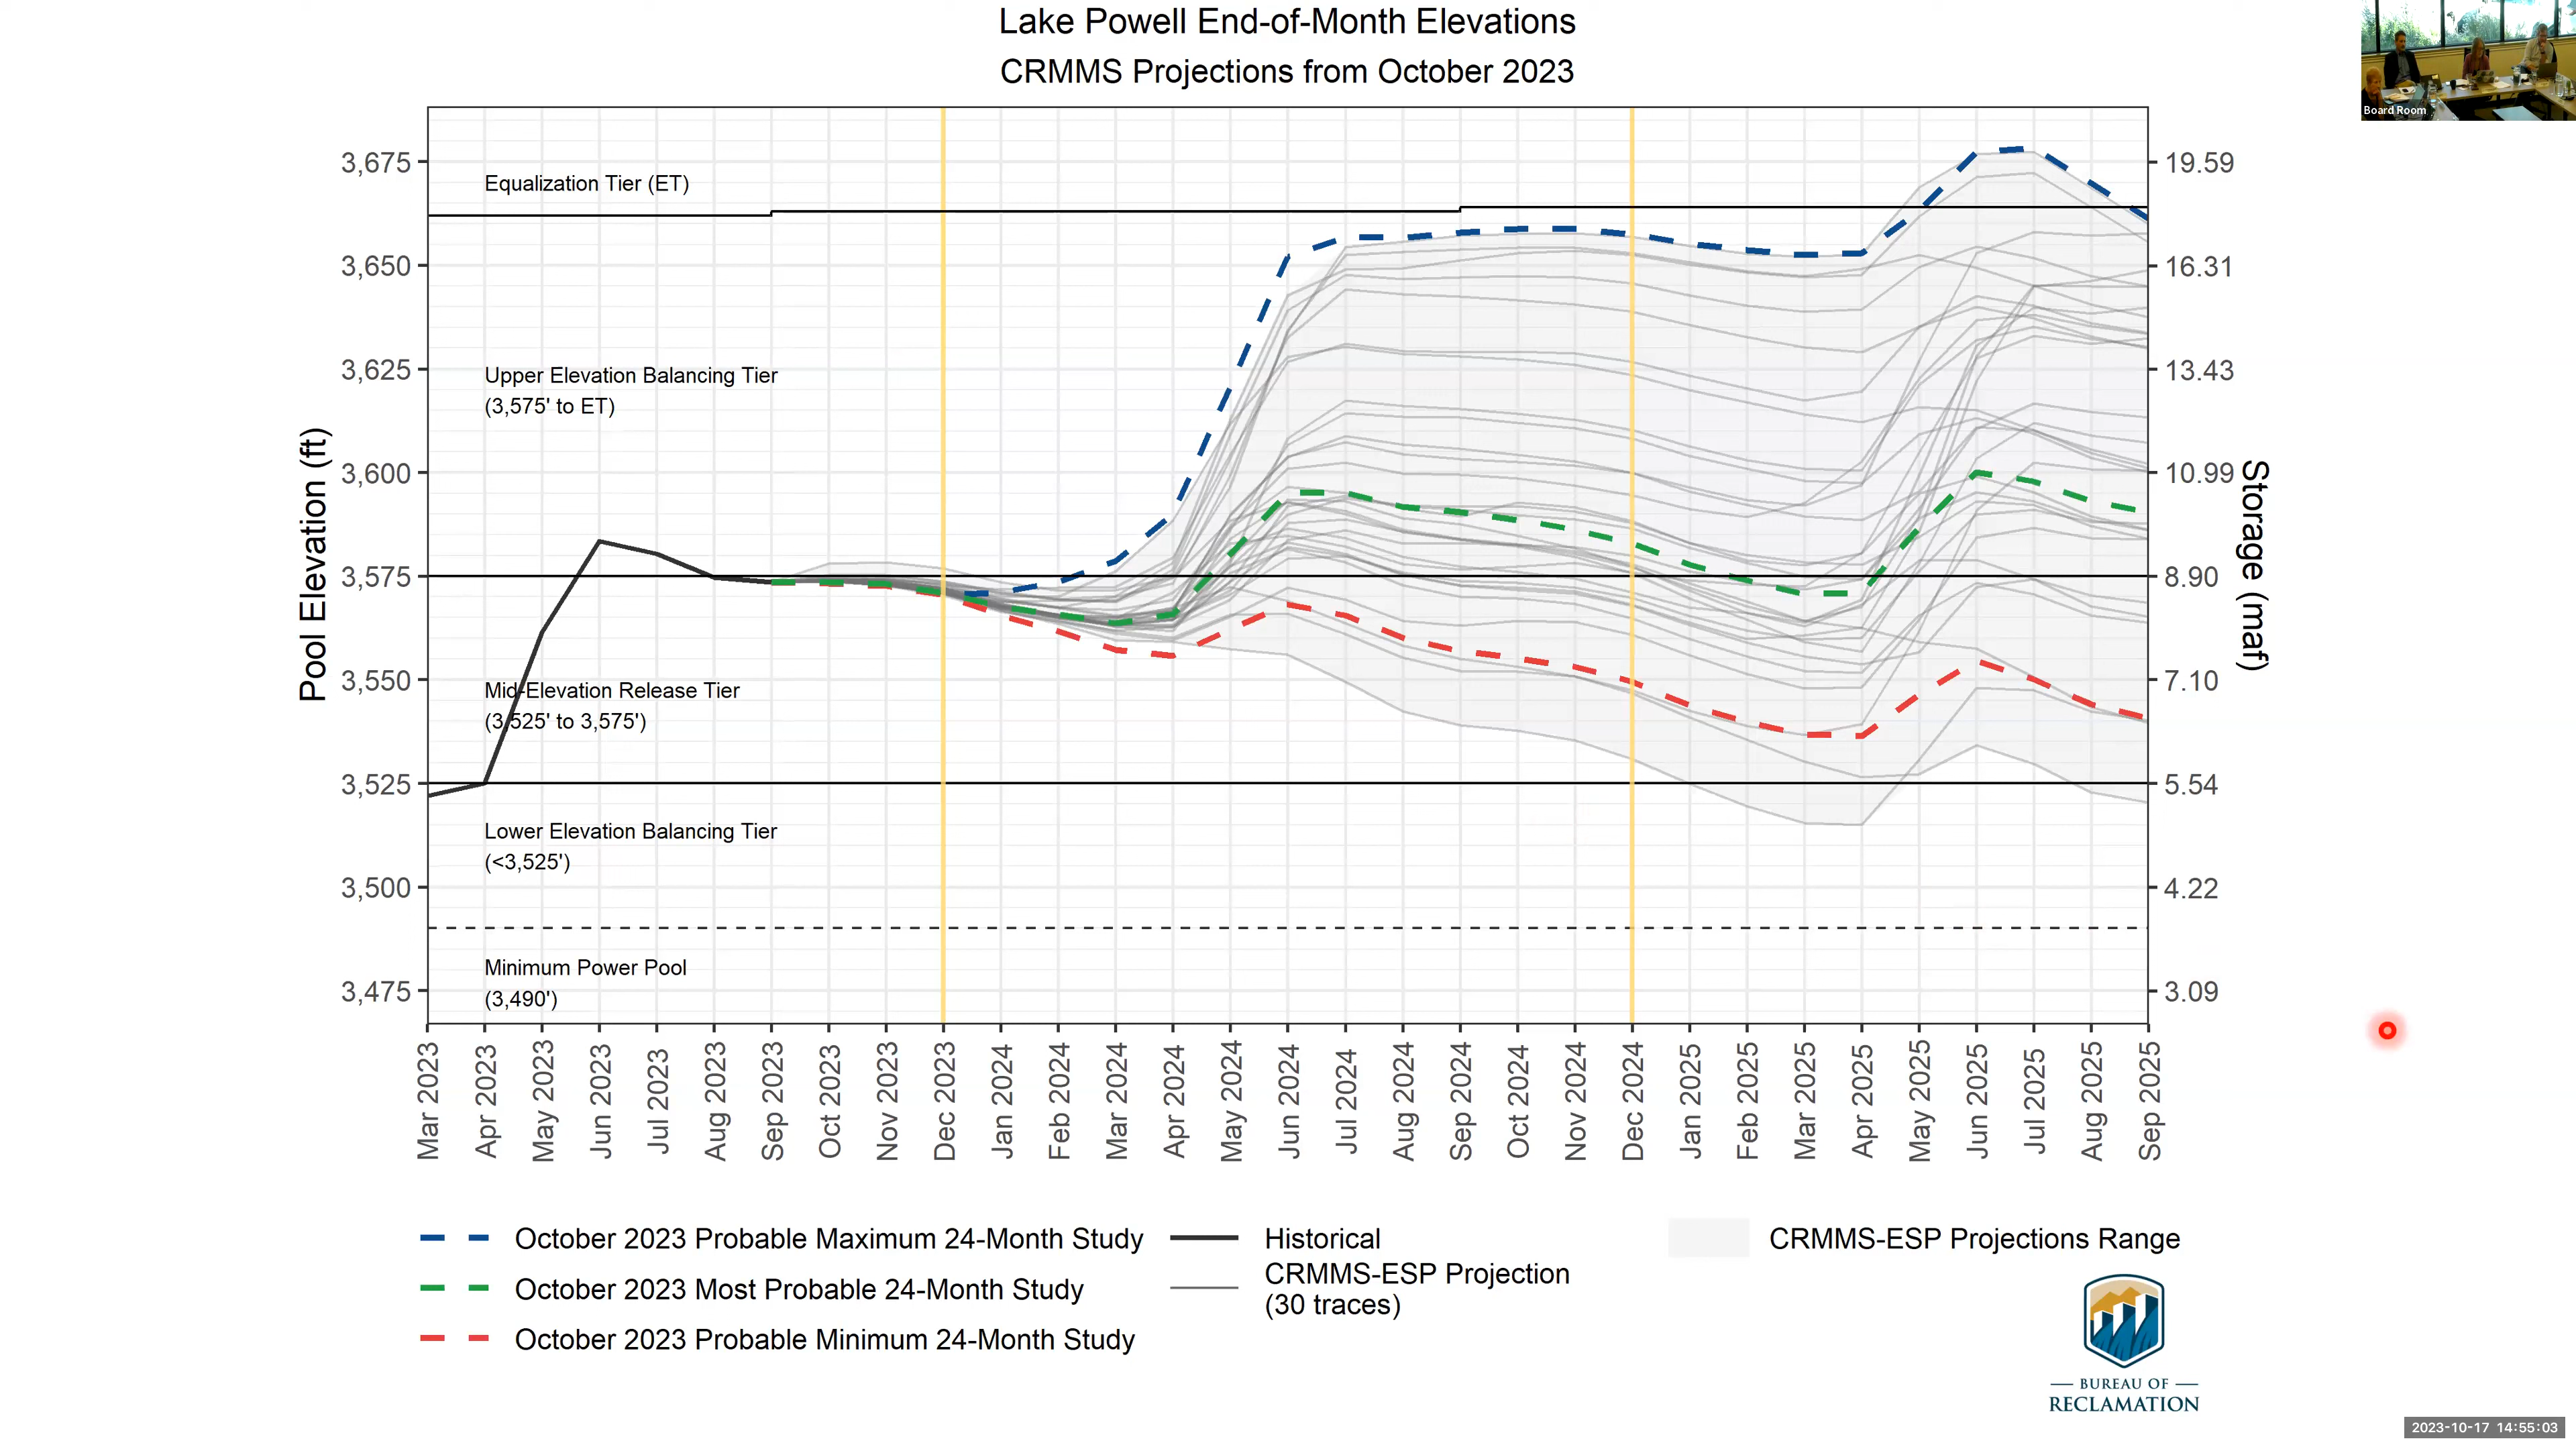 Lake Powell End-of-Month Elevations
CRMMS Projections from October 2023
Board Room
Pool Elevation (ft)
3,675
3,650
3,625
3,600
3,575
3,550
3,525
3,500
3,475
Equalization Tier (ET)
Upper Elevation Balancing Tier
(3,575' to ET)
Mid-Elevation Release Tier
(3,525' to 3,575')
Lower Elevation Balancing Tier
(<3,525')
Minimum Power Pool
(3,490')
19.59
16.31
13.43
10.99
8.90
7.10
5.54
4.22
3.09
Storage (maf)
Mar 2023
Apr 2023
May 2023
Jun 2023
Jul 2023
Aug 2023
Sep 2023
Oct 2023
Nov 2023
Dec 2023
Jan 2024
Feb 2024
Mar 2024
Apr 2024
May 2024
Jun 2024
Jul 2024
Aug 2024
Sep 2024
Oct 2024
Nov 2024
Dec 2024
Jan 2025
Feb 2025
Mar 2025
Apr 2025
May 2025
Jun 2025
Jul 2025
Aug 2025
Sep 2025
October 2023 Probable Maximum 24-Month Study
October 2023 Most Probable 24-Month Study
October 2023 Probable Minimum 24-Month Study
Historical
CRMMS-ESP Projection
(30 traces)
CRMMS-ESP Projections Range
BUREAU OF
RECLAMATION
2023-10-17 14:55:03